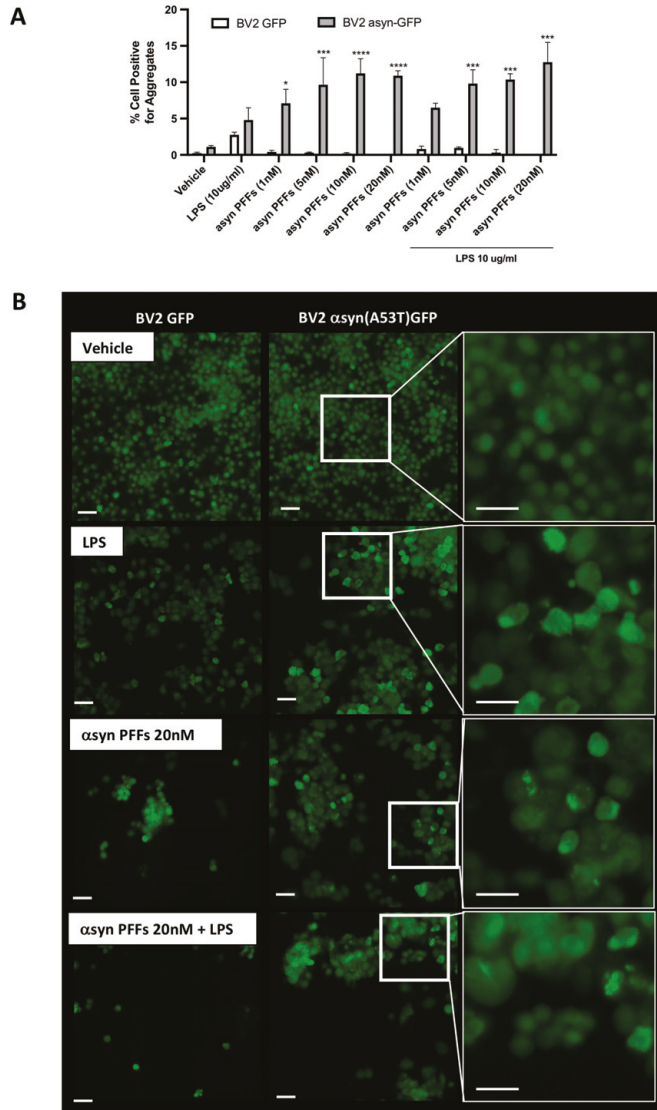 A
BV2 GFP
BV2 asyn-GFP
% Cell Positive
for Aggregates
15
10
5
0
*
***
****
****
***
***
***
Vehicle
LPS (10ug/ml)
asyn PFFs (1nM)
asyn PFFs (5nM)
asyn PFFs (10nM)
asyn PFFs (20nM)
asyn PFFs (1nM)
asyn PFFs (5nM)
asyn PFFs (10nM)
asyn PFFs (20nM)
LPS 10 ug/ml
B
BV2 GFP
BV2 αsyn(A53T)GFP
Vehicle
LPS
αsyn PFFs 20nM
αsyn PFFs 20nM + LPS